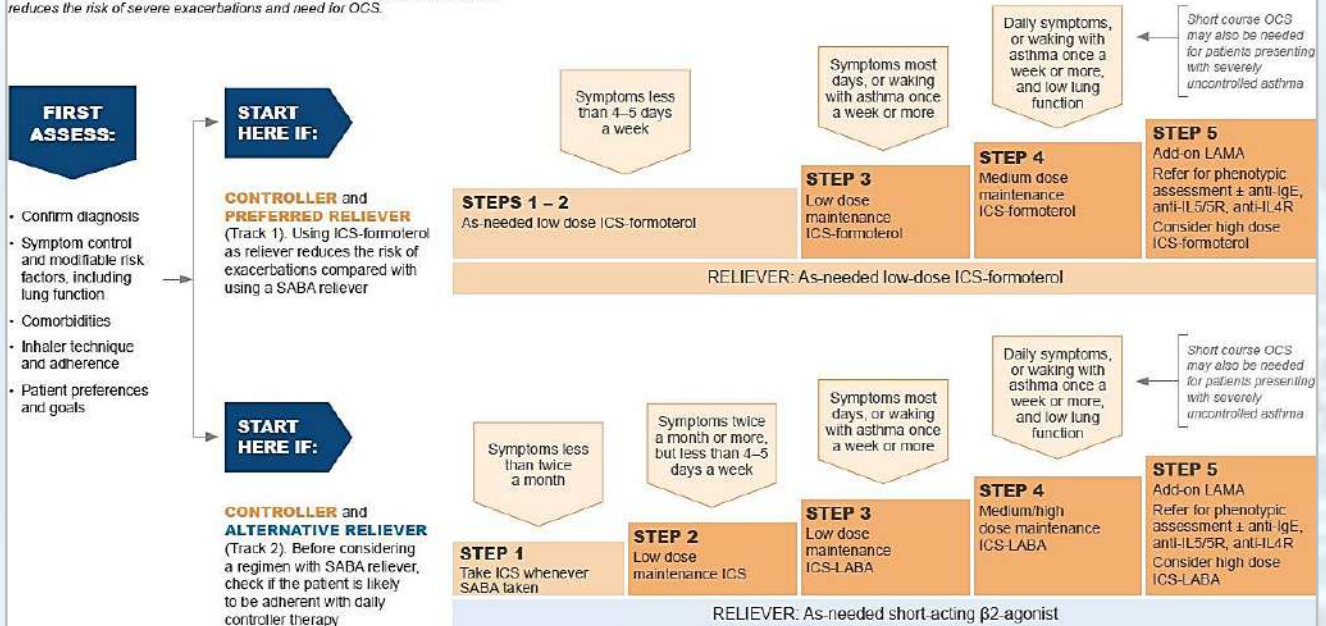 reduces the risk of severe exacerbations and need for OCS.
FIRST
ASSESS:
• Confirm diagnosis
• Symptom control
and modifiable risk
factors, including
lung function
• Comorbidities
• Inhaler technique
and adherence
• Patient preferences
and goals
START
HERE IF:
CONTROLLER and
PREFERRED RELIEVER
(Track 1). Using ICS-formoterol
as reliever reduces the risk of
exacerbations compared with
using a SABA reliever
Symptoms less
than 4–5 days
a week
Symptoms most
days, or waking
with asthma once
a week or more
Daily symptoms,
or waking with
asthma once a
week or more,
and low lung
function
Short course OCS
may also be needed
for patients presenting
with severely
uncontrolled asthma
STEPS 1 – 2
As-needed low dose ICS-formoterol
STEP 3
Low dose
maintenance
ICS-formoterol
STEP 4
Medium dose
maintenance
ICS-formoterol
STEP 5
Add-on LAMA
Refer for phenotypic
assessment ± anti-IgE,
anti-IL5/5R, anti-IL4R
Consider high dose
ICS-formoterol
RELIEVER: As-needed low-dose ICS-formoterol
START
HERE IF:
CONTROLLER and
ALTERNATIVE RELIEVER
(Track 2). Before considering
a regimen with SABA reliever,
check if the patient is likely
to be adherent with daily
controller therapy
Symptoms less
than twice
a month
Symptoms twice
a month or more,
but less than 4–5
days a week
Symptoms most
days, or waking
with asthma once
a week or more
Daily symptoms,
or waking with
asthma once a
week or more,
and low lung
function
Short course OCS
may also be needed
for patients presenting
with severely
uncontrolled asthma
STEP 1
Take ICS whenever
SABA taken
STEP 2
Low dose
maintenance ICS
STEP 3
Low dose
maintenance
ICS-LABA
STEP 4
Medium/high
dose maintenance
ICS-LABA
STEP 5
Add-on LAMA
Refer for phenotypic
assessment ± anti-IgE,
anti-IL5/5R, anti-IL4R
Consider high dose
ICS-LABA
RELIEVER: As-needed short-acting β2-agonist